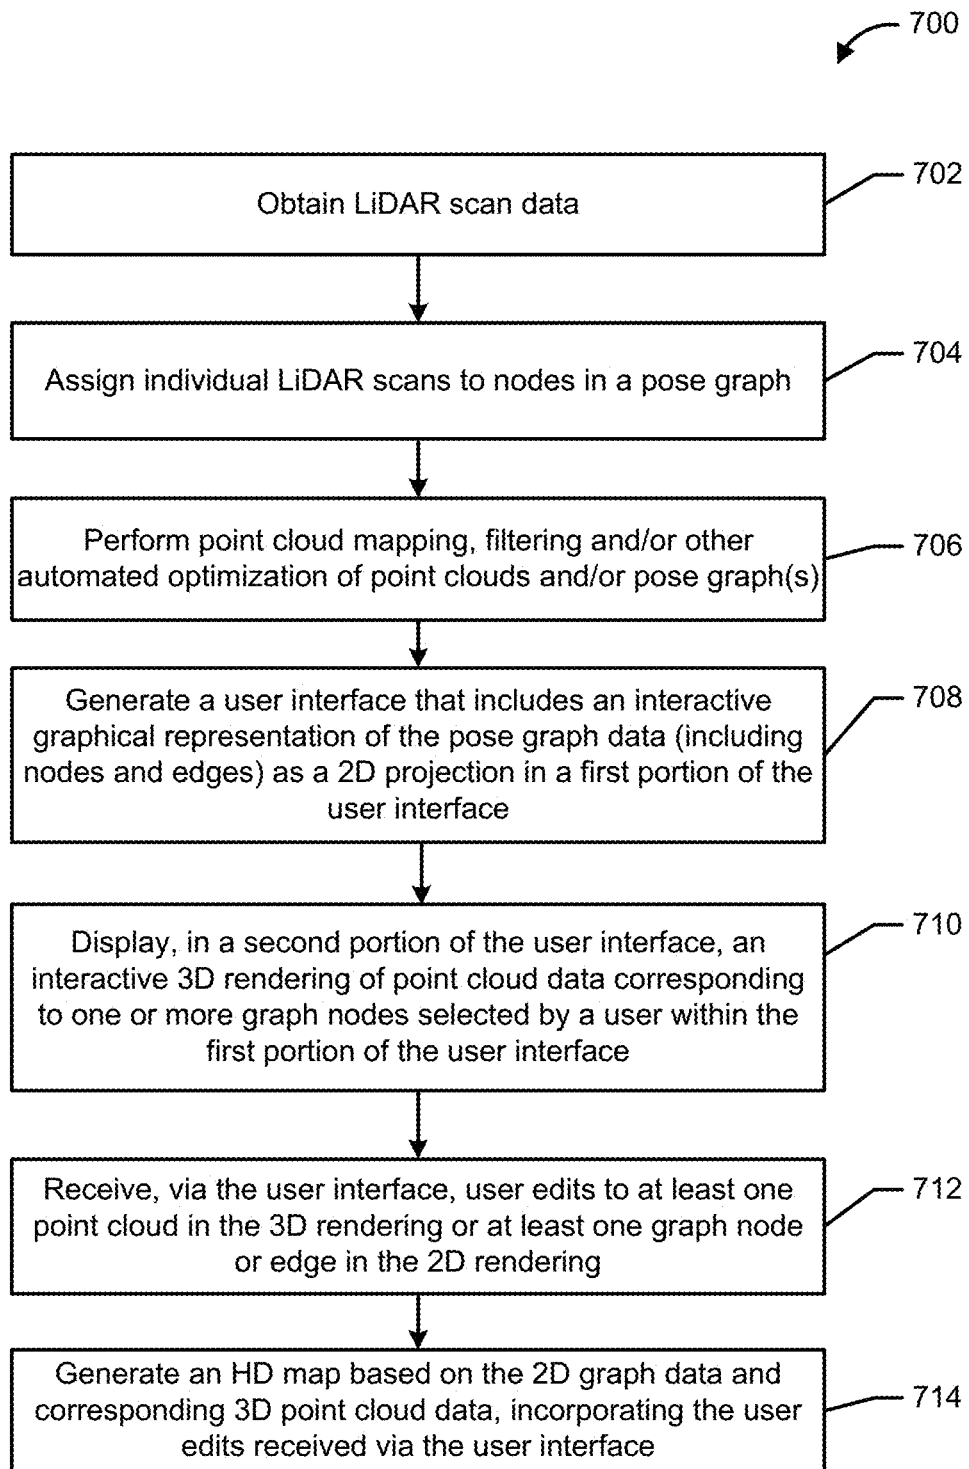 700
Obtain LiDAR scan data
702
Assign individual LiDAR scans to nodes in a pose graph
704
Perform point cloud mapping, filtering and/or other
automated optimization of point clouds and/or pose graph(s)
706
Generate a user interface that includes an interactive
graphical representation of the pose graph data (including
nodes and edges) as a 2D projection in a first portion of the
user interface
708
Display, in a second portion of the user interface, an
interactive 3D rendering of point cloud data corresponding
to one or more graph nodes selected by a user within the
first portion of the user interface
710
Receive, via the user interface, user edits to at least one
point cloud in the 3D rendering or at least one graph node
or edge in the 2D rendering
712
Generate an HD map based on the 2D graph data and
corresponding 3D point cloud data, incorporating the user
edits received via the user interface
714